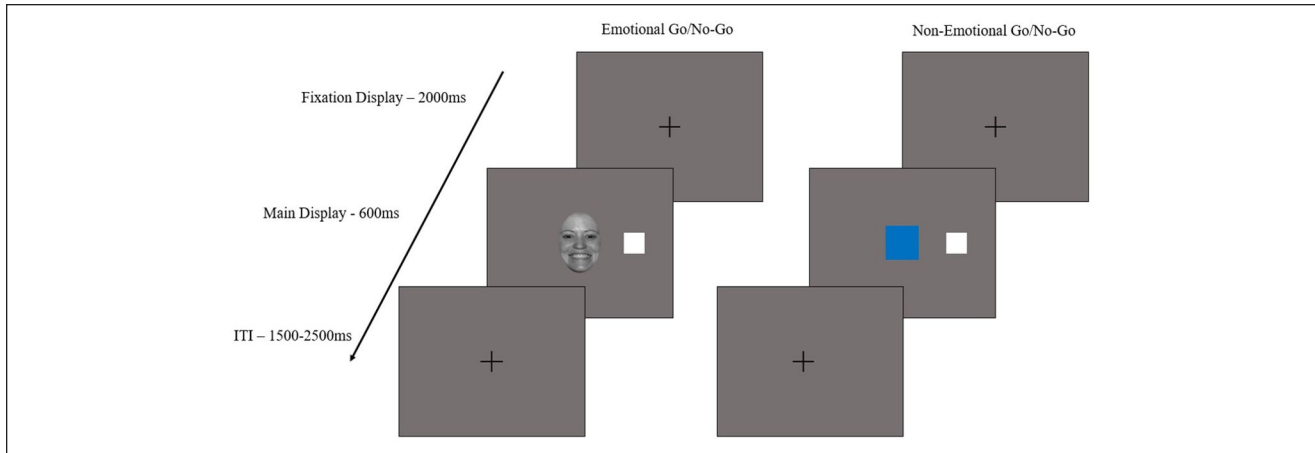 Emotional Go/No-Go
Non-Emotional Go/No-Go
Fixation Display – 2000ms
Main Display - 600ms
ITI – 1500-2500ms